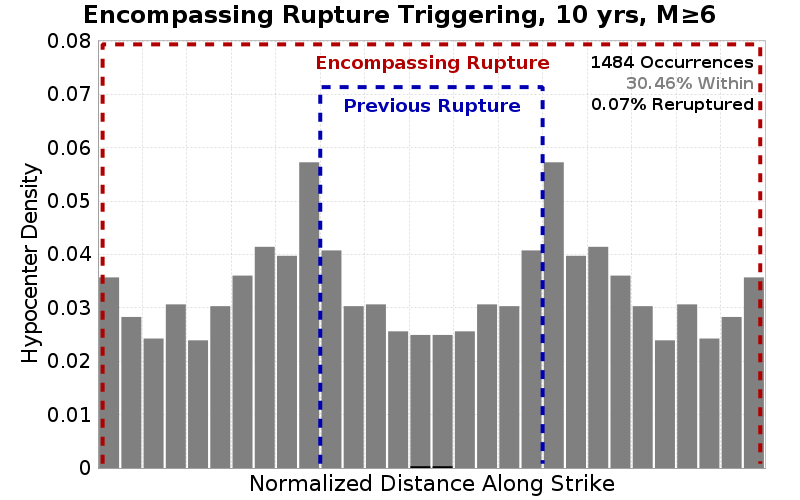 Encompassing Rupture Triggering, 10 yrs, M≥6
0.08
0.07
0.06
0.05
0.04
0.03
0.02
0.01
0
Hypocenter Density
Encompassing Rupture
Previous Rupture
1484 Occurrences
30.46% Within
0.07% Reruptured
Normalized Distance Along Strike